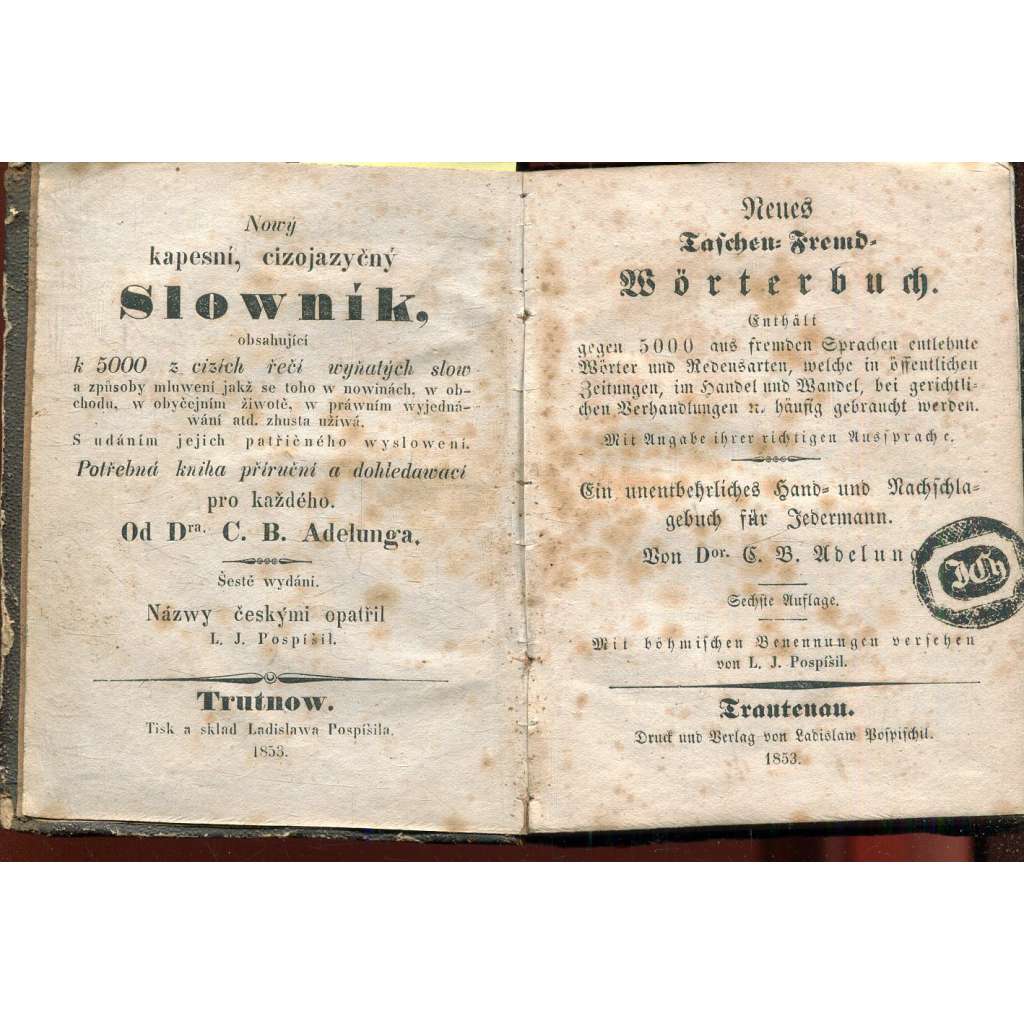 Nowý
kapesní, cizojazyčný
Slowník,
obsahující
k 5000 z cizích řečí wyňatých slow
a způsoby mluwení jakž se toho w nowinách, w ob-
chodu, w obyčejním žiwotě, w práwním wyjedná-
wání atd. zhusta užíwá.
S udáním jejich patřičného wyslowení.
Potřebná kniha příruční a dohledawací
pro každého.
Od Dra. C. B. Adelunga.
Šesté wydání.
Názwy českými opatřil
L. J. Pospíšil.
Trutnow.
Tisk a sklad Ladislawa Pospíšila.
1853.
Neues
Taschen-Fremd-
Wörterbuch.
Enthält
gegen 5000 aus fremden Sprachen entlehnte
Wörter und Redensarten, welche in öffentlichen
Zeitungen, im Handel und Wandel, bei gerichtli-
chen Verhandlungen ꝛc. häufig gebraucht werden.
Mit Angabe ihrer richtigen Aussprache.
Ein unentbehrliches Hand- und Nachschla-
gebuch für Jedermann.
Von Dor. C. B. Adelung
Sechste Auflage.
Mit böhmischen Benennungen versehen
von L. J. Pospíšil.
Trautenau.
Druck und Verlag von Ladislaw Pospischil.
1853.